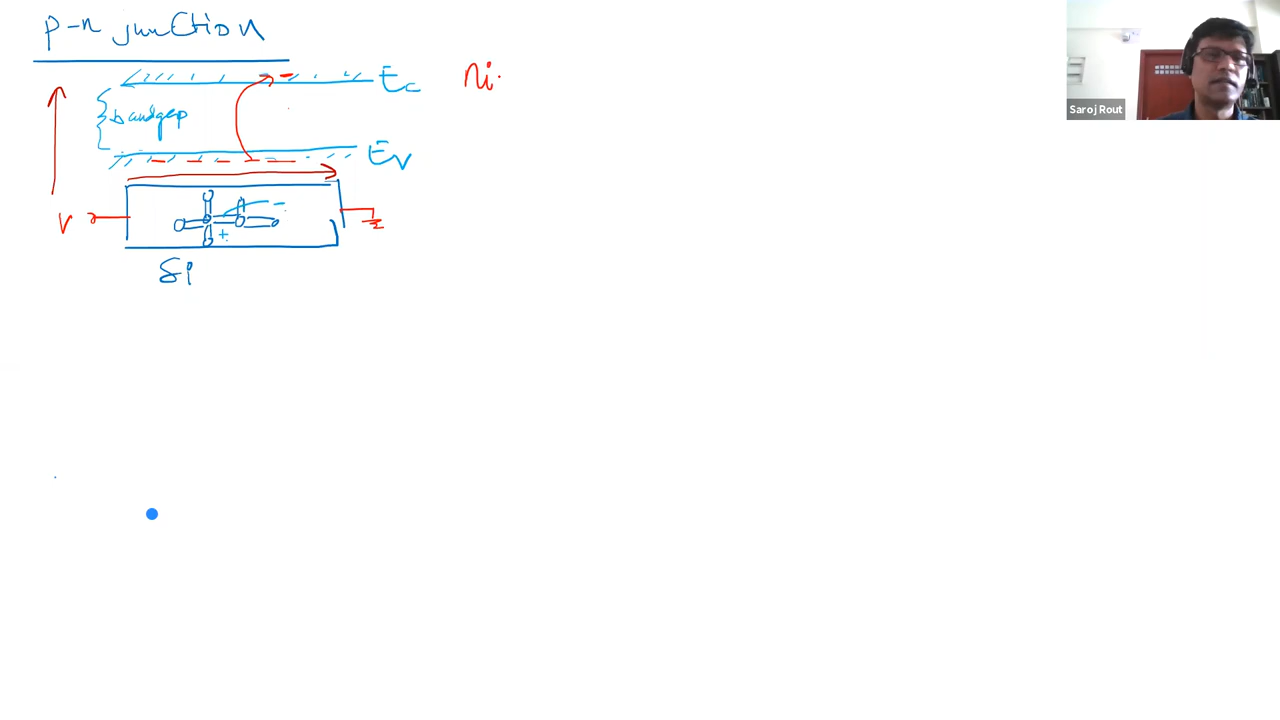 p-n junction
Ec
ni
bandgap
Ev
V
-
+
Si
Saroj Rout